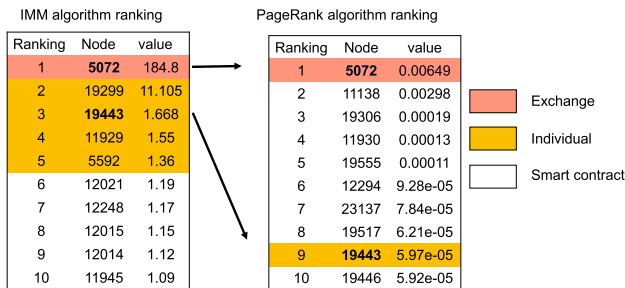 IMM algorithm ranking
Ranking Node value
1 5072 184.8
2 19299 11.105
3 19443 1.668
4 11929 1.55
5 5592 1.36
6 12021 1.19
7 12248 1.17
8 12015 1.15
9 12014 1.12
10 11945 1.09
PageRank algorithm ranking
Ranking Node value
1 5072 0.00649
2 11138 0.00298
3 19306 0.00019
4 11930 0.00013
5 19555 0.00011
6 12294 9.28e-05
7 23137 7.84e-05
8 19517 6.21e-05
9 19443 5.97e-05
10 19446 5.92e-05
Exchange
Individual
Smart contract